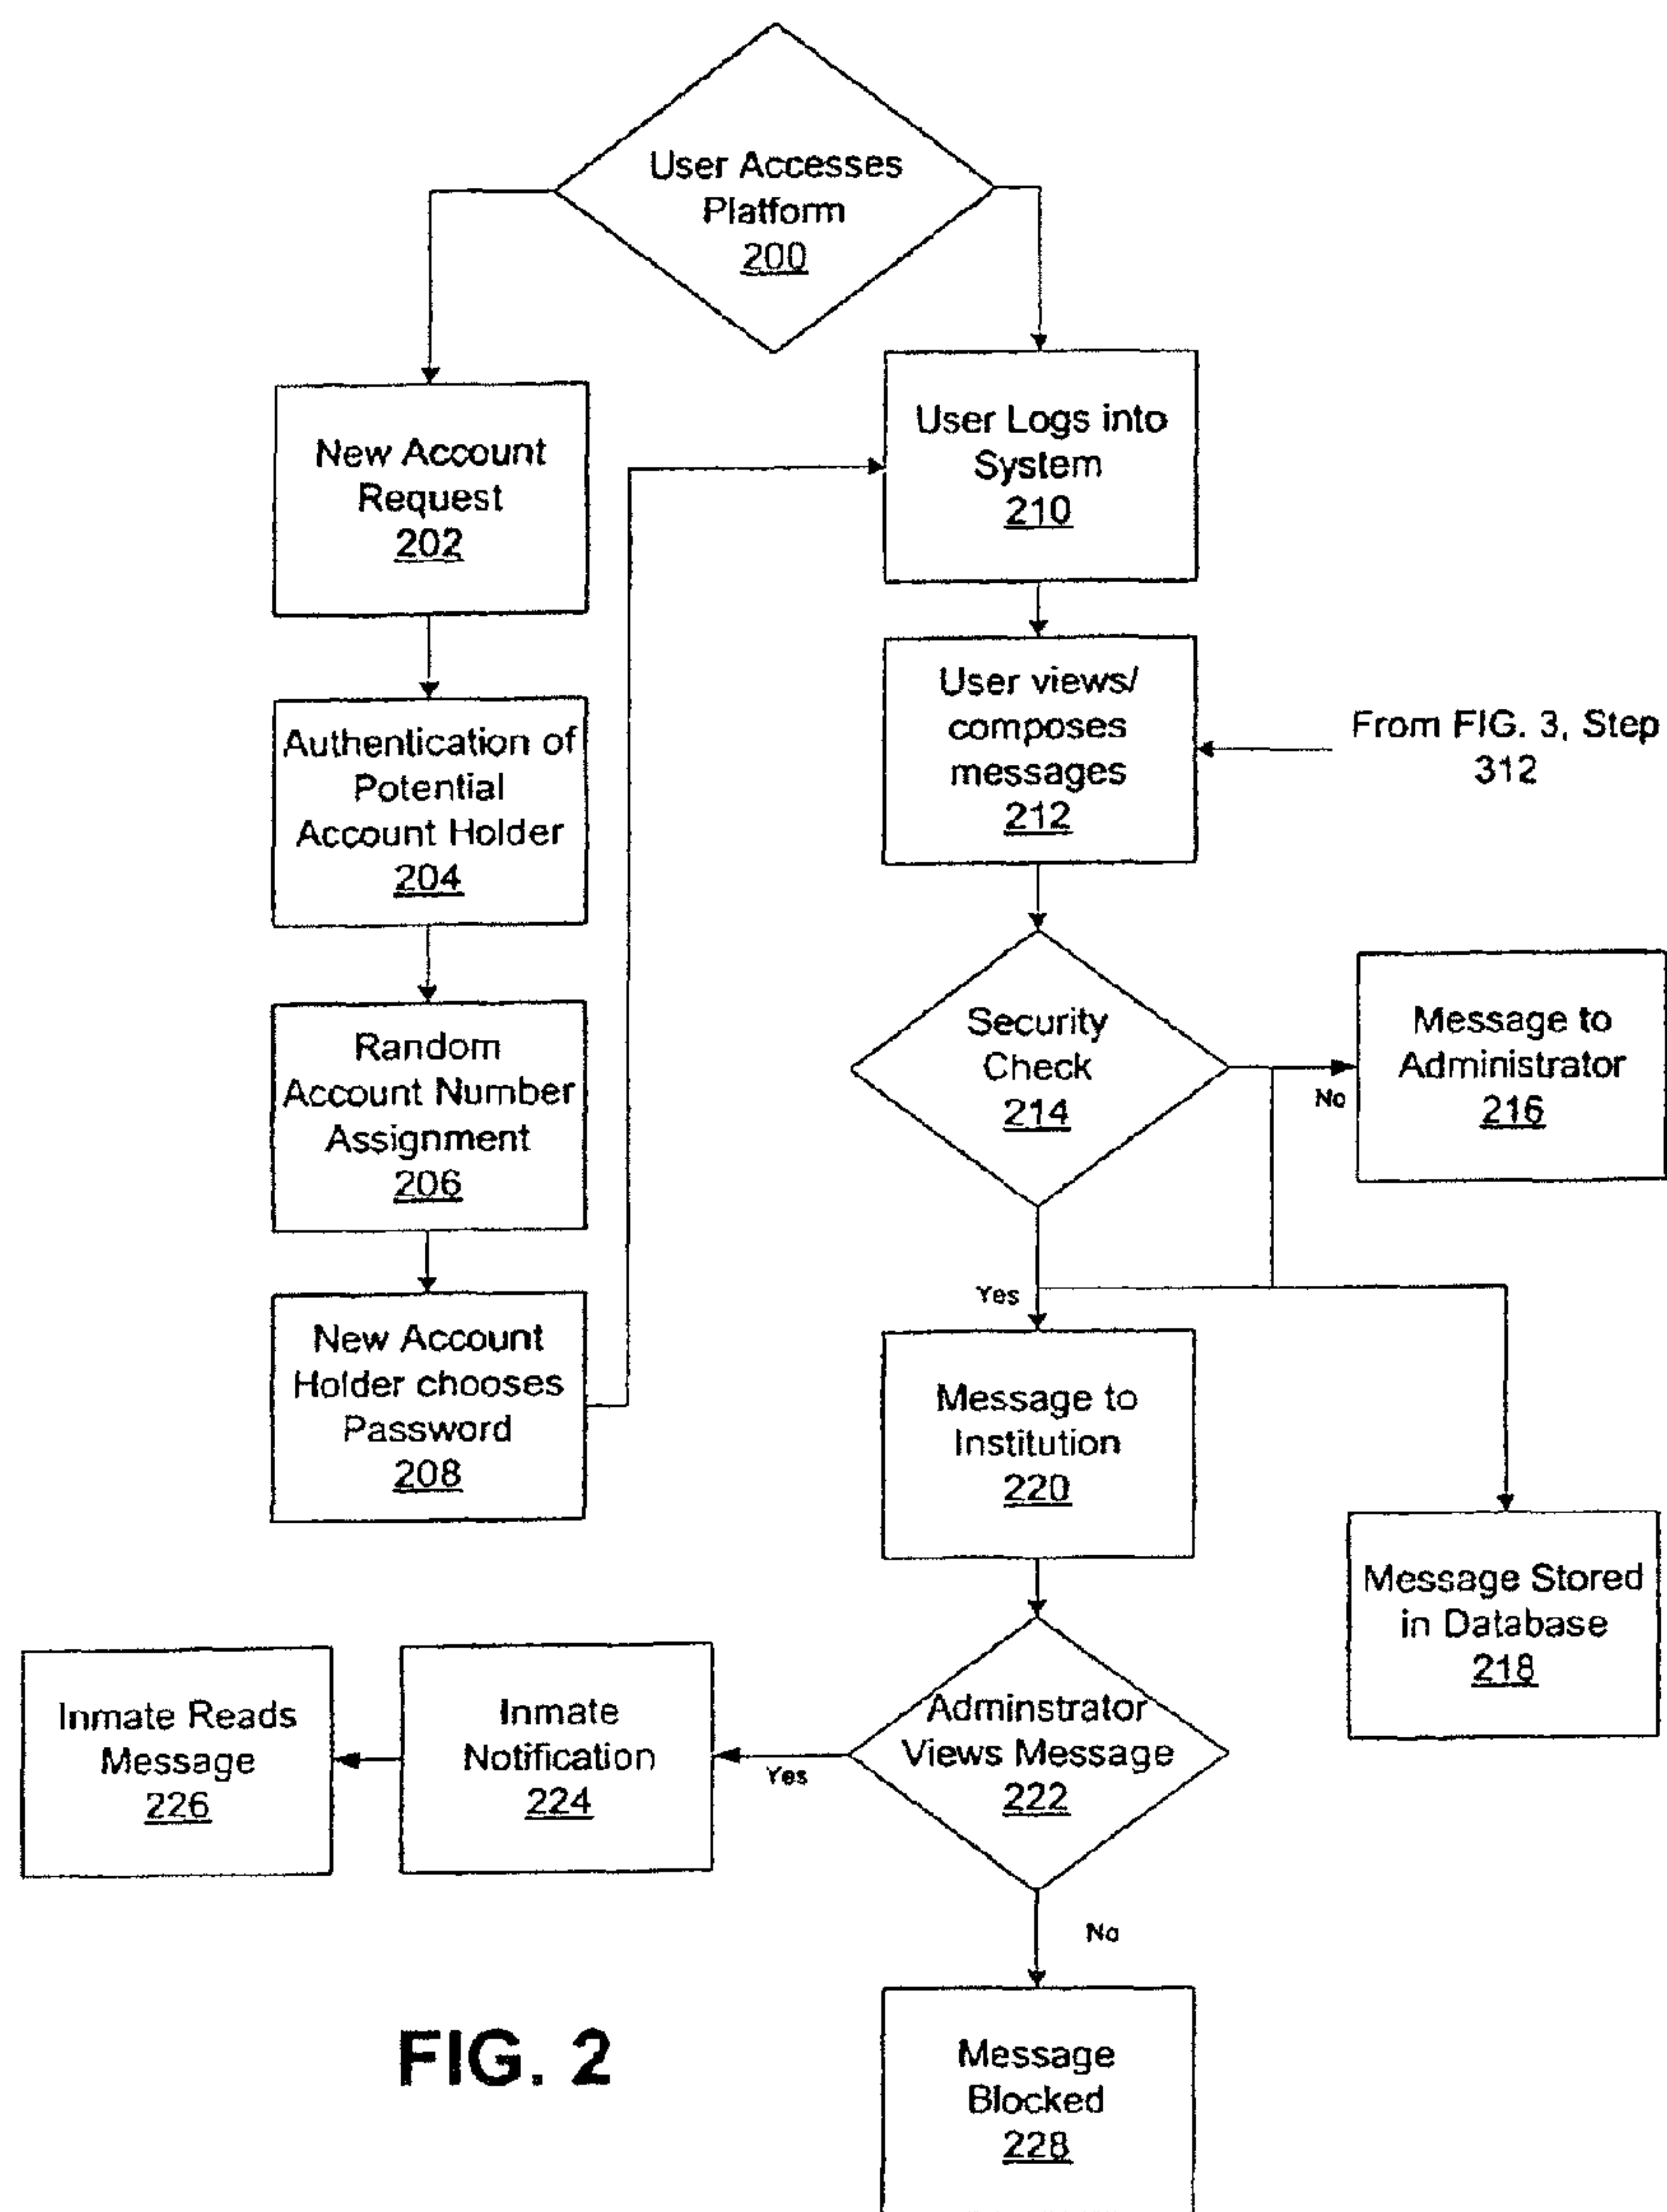 User Accesses
Platform
200
New Account
Request
202
User Logs into
System
210
Authentication of
Potential
Account Holder
204
User views/
composes
messages
212
From FIG. 3, Step
312
Random
Account Number
Assignment
206
Security
Check
214
No
Message to
Administrator
216
New Account
Holder chooses
Password
208
Yes
Message to
Institution
220
Message Stored
in Database
218
Inmate Reads
Message
226
Inmate
Notification
224
Yes
Adminstrator
Views Message
222
No
Message
Blocked
228
FIG. 2